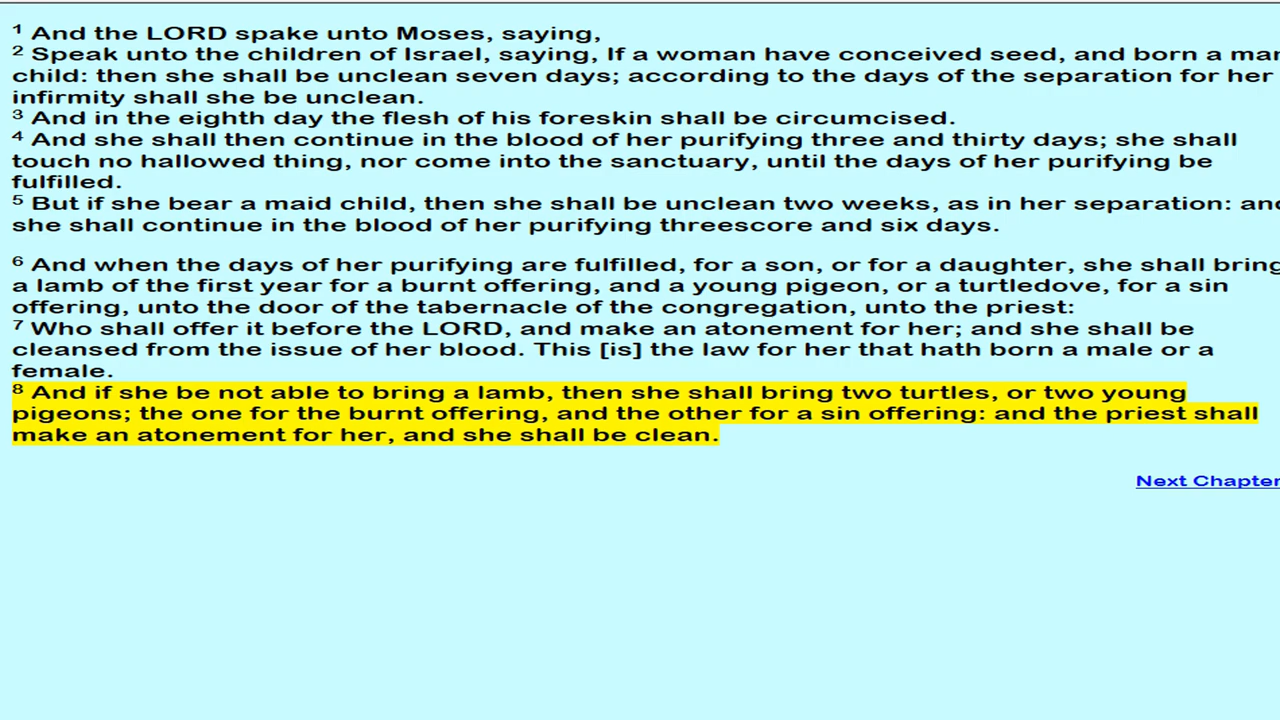 1 And the LORD spake unto Moses, saying,
2 Speak unto the children of Israel, saying, If a woman have conceived seed, and born a man
child: then she shall be unclean seven days; according to the days of the separation for her
infirmity shall she be unclean.
3 And in the eighth day the flesh of his foreskin shall be circumcised.
4 And she shall then continue in the blood of her purifying three and thirty days; she shall
touch no hallowed thing, nor come into the sanctuary, until the days of her purifying be
fulfilled.
5 But if she bear a maid child, then she shall be unclean two weeks, as in her separation: and
she shall continue in the blood of her purifying threescore and six days.
6 And when the days of her purifying are fulfilled, for a son, or for a daughter, she shall bring
a lamb of the first year for a burnt offering, and a young pigeon, or a turtledove, for a sin
offering, unto the door of the tabernacle of the congregation, unto the priest:
7 Who shall offer it before the LORD, and make an atonement for her; and she shall be
cleansed from the issue of her blood. This [is] the law for her that hath born a male or a
female.
8 And if she be not able to bring a lamb, then she shall bring two turtles, or two young
pigeons; the one for the burnt offering, and the other for a sin offering: and the priest shall
make an atonement for her, and she shall be clean.
Next Chapter